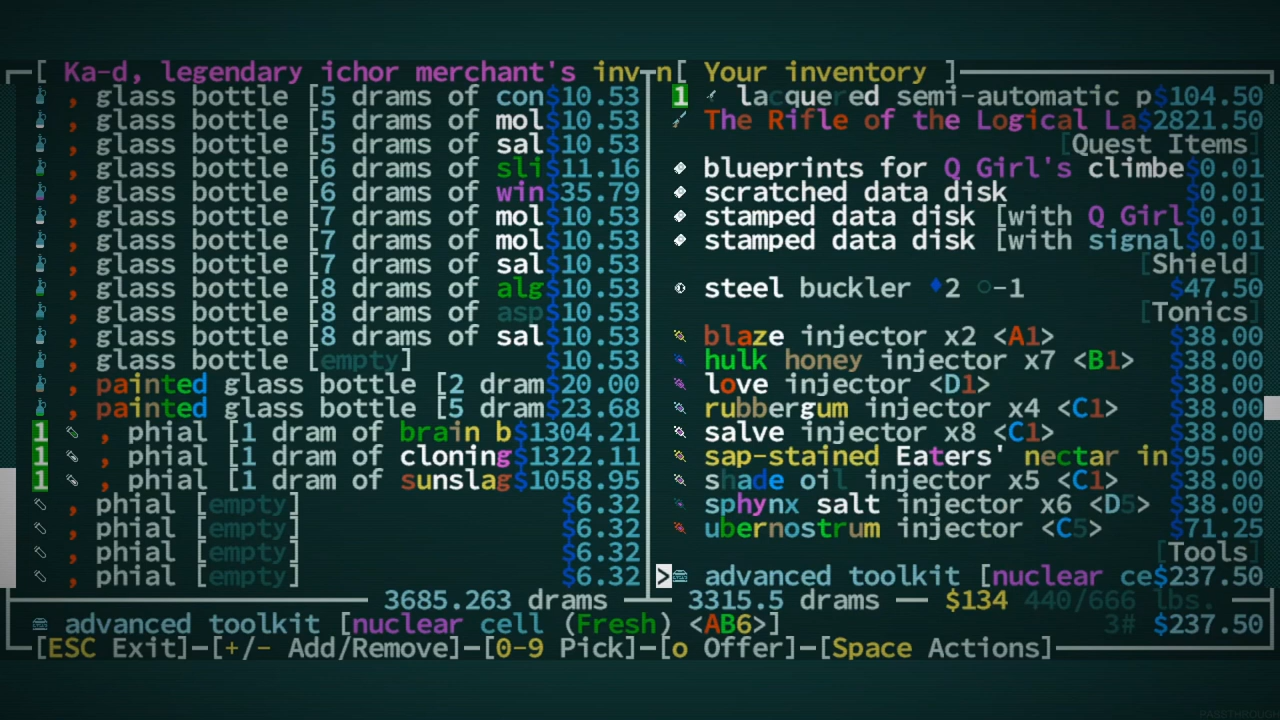 [ Ka-d, legendary ichor merchant's inv
, glass bottle [5 drams of con$10.53
, glass bottle [5 drams of mol$10.53
, glass bottle [5 drams of sal$10.53
, glass bottle [6 drams of sli$11.16
, glass bottle [6 drams of win$35.79
, glass bottle [7 drams of mol$10.53
, glass bottle [7 drams of mol$10.53
, glass bottle [7 drams of sal$10.53
, glass bottle [8 drams of alg$10.53
, glass bottle [8 drams of asp$10.53
, glass bottle [8 drams of sal$10.53
, glass bottle [empty] $10.53
, painted glass bottle [2 dram$20.00
, painted glass bottle [5 dram$23.68
1 , phial [1 dram of brain b$1304.21
1 , phial [1 dram of cloning$1322.11
1 , phial [1 dram of sunslag$1058.95
, phial [empty] $6.32
, phial [empty] $6.32
, phial [empty] $6.32
, phial [empty] $6.32
3685.263 drams
n[ Your inventory ]
1 lacquered semi-automatic p$104.50
The Rifle of the Logical La$2821.50
[Quest Items]
blueprints for Q Girl's climbe$0.01
scratched data disk $0.01
stamped data disk [with Q Girl$0.01
stamped data disk [with signal$0.01
[Shield]
steel buckler ♦2 ○-1 $47.50
[Tonics]
blaze injector x2 <A1> $38.00
hulk honey injector x7 <B1> $38.00
love injector <D1> $38.00
rubbergum injector x4 <C1> $38.00
salve injector x8 <C1> $38.00
sap-stained Eaters' nectar in$95.00
shade oil injector x5 <C1> $38.00
sphynx salt injector x6 <D5> $38.00
ubernostrum injector <C5> $71.25
[Tools]
> advanced toolkit [nuclear ce$237.50
3315.5 drams — $134 440/666 lbs.
advanced toolkit [nuclear cell (Fresh) <AB6>] 3# $237.50
[ESC Exit]—[+/- Add/Remove]—[0-9 Pick]—[o Offer]—[Space Actions]